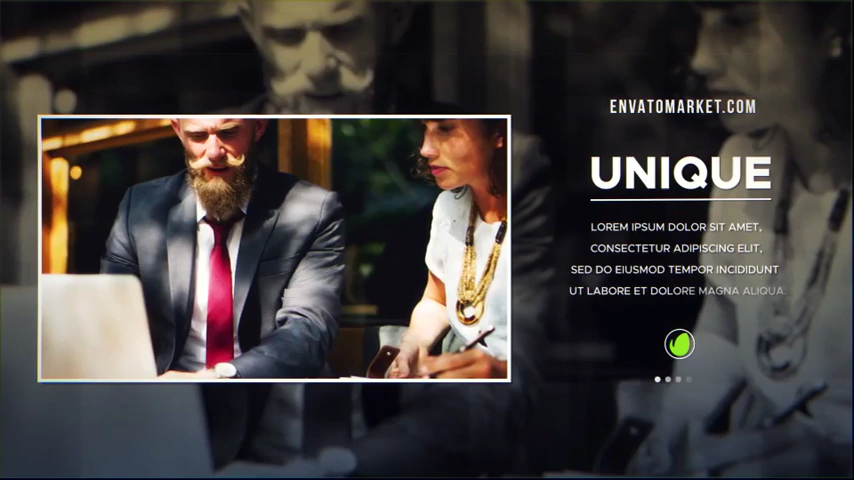 ENVATOMARKET.COM
UNIQUE
LOREM IPSUM DOLOR SIT AMET,
CONSECTETUR ADIPISCING ELIT,
SED DO EIUSMOD TEMPOR INCIDIDUNT
UT LABORE ET DOLORE MAGNA ALIQUA.